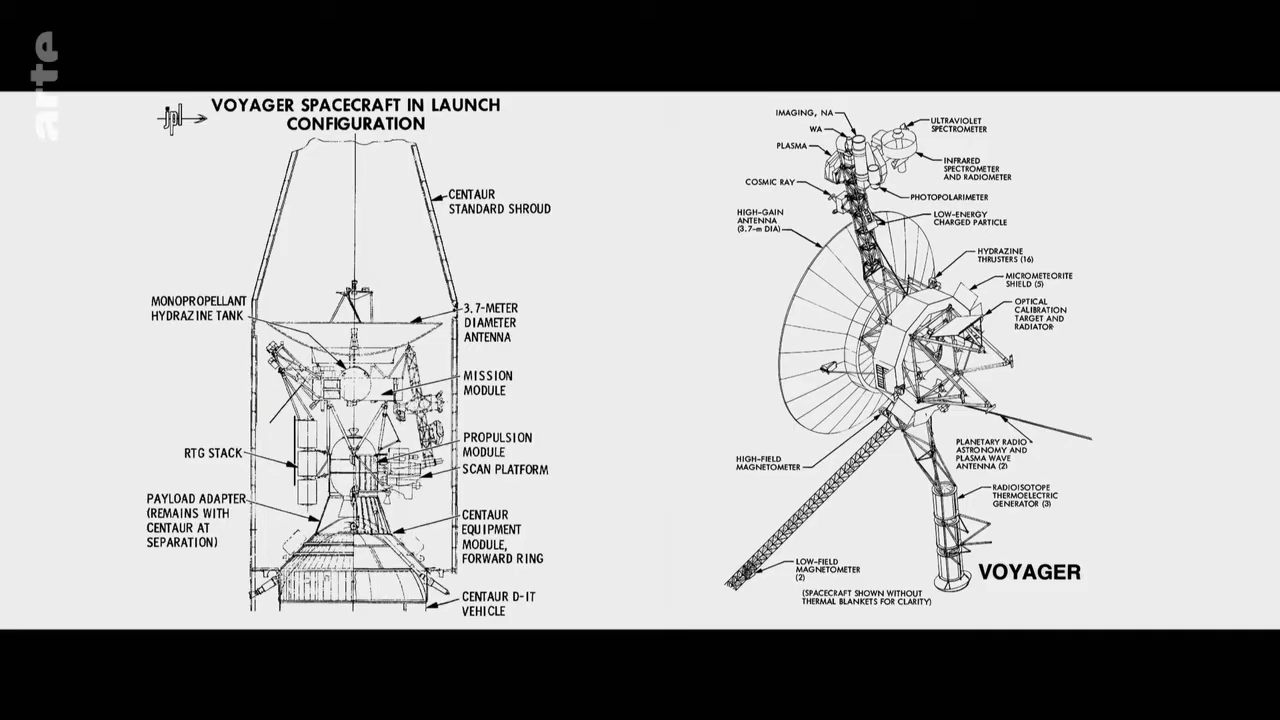 arte
jpl
VOYAGER SPACECRAFT IN LAUNCH
CONFIGURATION
CENTAUR
STANDARD SHROUD
MONOPROPELLANT
HYDRAZINE TANK
3.7-METER
DIAMETER
ANTENNA
MISSION
MODULE
PROPULSION
MODULE
RTG STACK
SCAN PLATFORM
PAYLOAD ADAPTER
(REMAINS WITH
CENTAUR AT
SEPARATION)
CENTAUR
EQUIPMENT
MODULE,
FORWARD RING
CENTAUR D-IT
VEHICLE
IMAGING, NA
WA
PLASMA
COSMIC RAY
HIGH-GAIN
ANTENNA
(3.7-m DIA)
ULTRAVIOLET
SPECTROMETER
INFRARED
SPECTROMETER
AND RADIOMETER
PHOTOPOLARIMETER
LOW-ENERGY
CHARGED PARTICLE
HYDRAZINE
THRUSTERS (16)
MICROMETEORITE
SHIELD (5)
OPTICAL
CALIBRATION
TARGET AND
RADIATOR
HIGH-FIELD
MAGNETOMETER
PLANETARY RADIO
ASTRONOMY AND
PLASMA WAVE
ANTENNA (2)
RADIOISOTOPE
THERMOELECTRIC
GENERATOR (3)
LOW-FIELD
MAGNETOMETER
(2)
VOYAGER
(SPACECRAFT SHOWN WITHOUT
THERMAL BLANKETS FOR CLARITY)